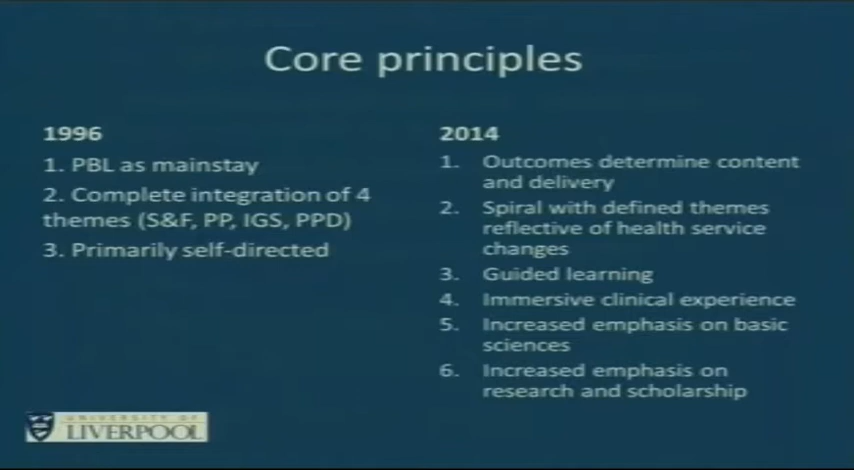 Core principles
1996
1. PBL as mainstay
2. Complete integration of 4
themes (S&F, PP, IGS, PPD)
3. Primarily self-directed
2014
1. Outcomes determine content
and delivery
2. Spiral with defined themes
reflective of health service
changes
3. Guided learning
4. Immersive clinical experience
5. Increased emphasis on basic
sciences
6. Increased emphasis on
research and scholarship
UNIVERSITY OF
LIVERPOOL